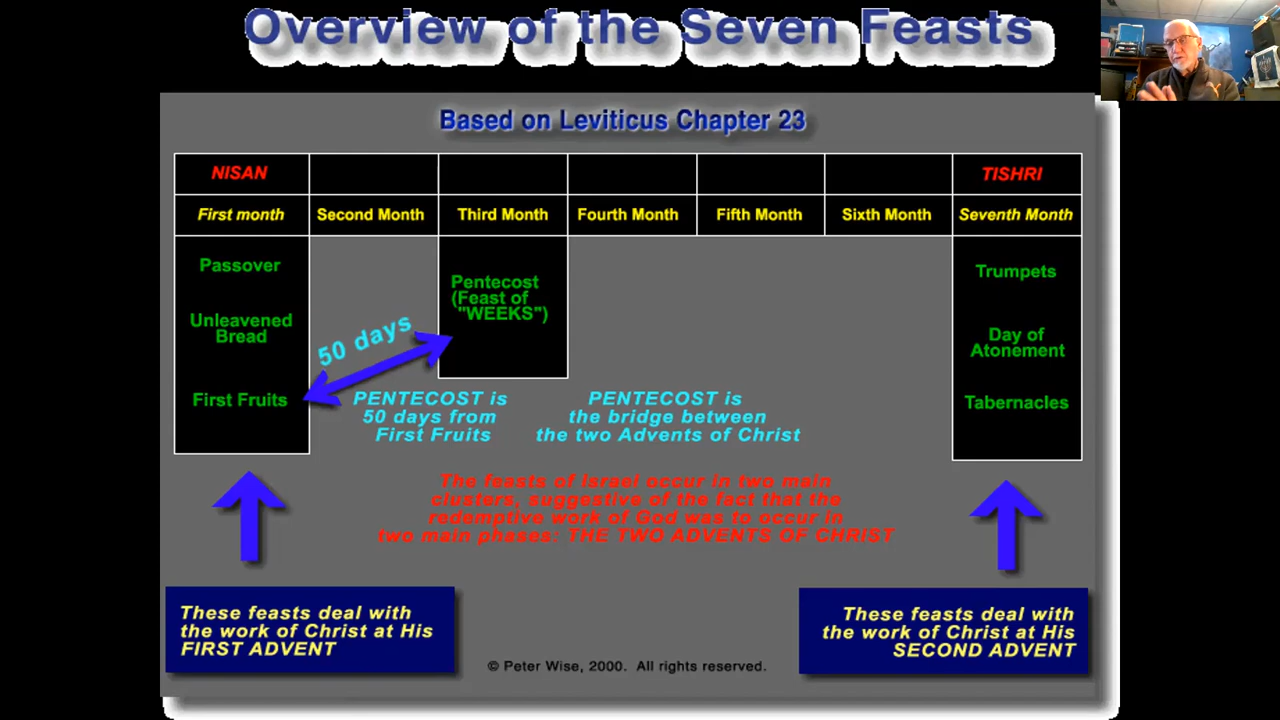 Overview of the Seven Feasts
Based on Leviticus Chapter 23
NISAN
TISHRI
First month
Second Month
Third Month
Fourth Month
Fifth Month
Sixth Month
Seventh Month
Passover
Unleavened
Bread
First Fruits
50 days
Pentecost
(Feast of
"WEEKS")
Trumpets
Day of
Atonement
Tabernacles
PENTECOST is
50 days from
First Fruits
PENTECOST is
the bridge between
the two Advents of Christ
The feasts of Israel occur in two main
clusters, suggestive of the fact that the
redemptive work of God was to occur in
two main phases: THE TWO ADVENTS OF CHRIST
These feasts deal with
the work of Christ at His
FIRST ADVENT
These feasts deal with
the work of Christ at His
SECOND ADVENT
© Peter Wise, 2000. All rights reserved.